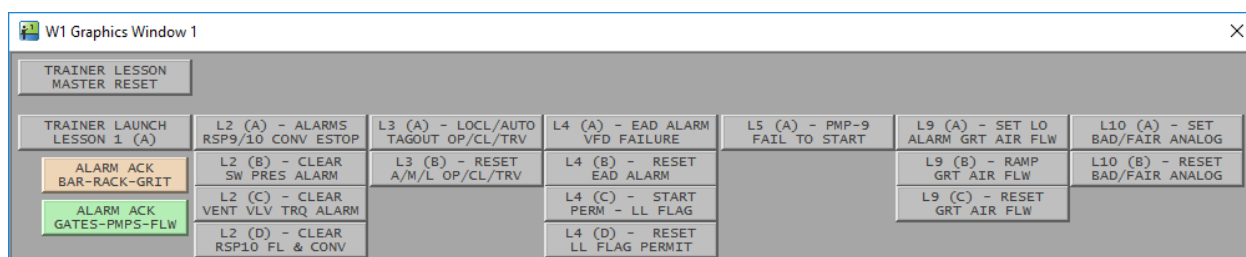 W1 Graphics Window 1
TRAINER LESSON
MASTER RESET
TRAINER LAUNCH
LESSON 1 (A)
ALARM ACK
BAR-RACK-GRIT
ALARM ACK
GATES-PMPS-FLW
L2 (A) - ALARMS
RSP9/10 CONV ESTOP
L2 (B) - CLEAR
SW PRES ALARM
L2 (C) - CLEAR
VENT VLV TRQ ALARM
L2 (D) - CLEAR
RSP10 FL & CONV
L3 (A) - LOCL/AUTO
TAGOUT OP/CL/TRV
L3 (B) - RESET
A/M/L OP/CL/TRV
L4 (A) - EAD ALARM
VFD FAILURE
L4 (B) - RESET
EAD ALARM
L4 (C) - START
PERM - LL FLAG
L4 (D) - RESET
LL FLAG PERMIT
L5 (A) - PMP-9
FAIL TO START
L9 (A) - SET LO
ALARM GRT AIR FLW
L9 (B) - RAMP
GRT AIR FLW
L9 (C) - RESET
GRT AIR FLW
L10 (A) - SET
BAD/FAIR ANALOG
L10 (B) - RESET
BAD/FAIR ANALOG